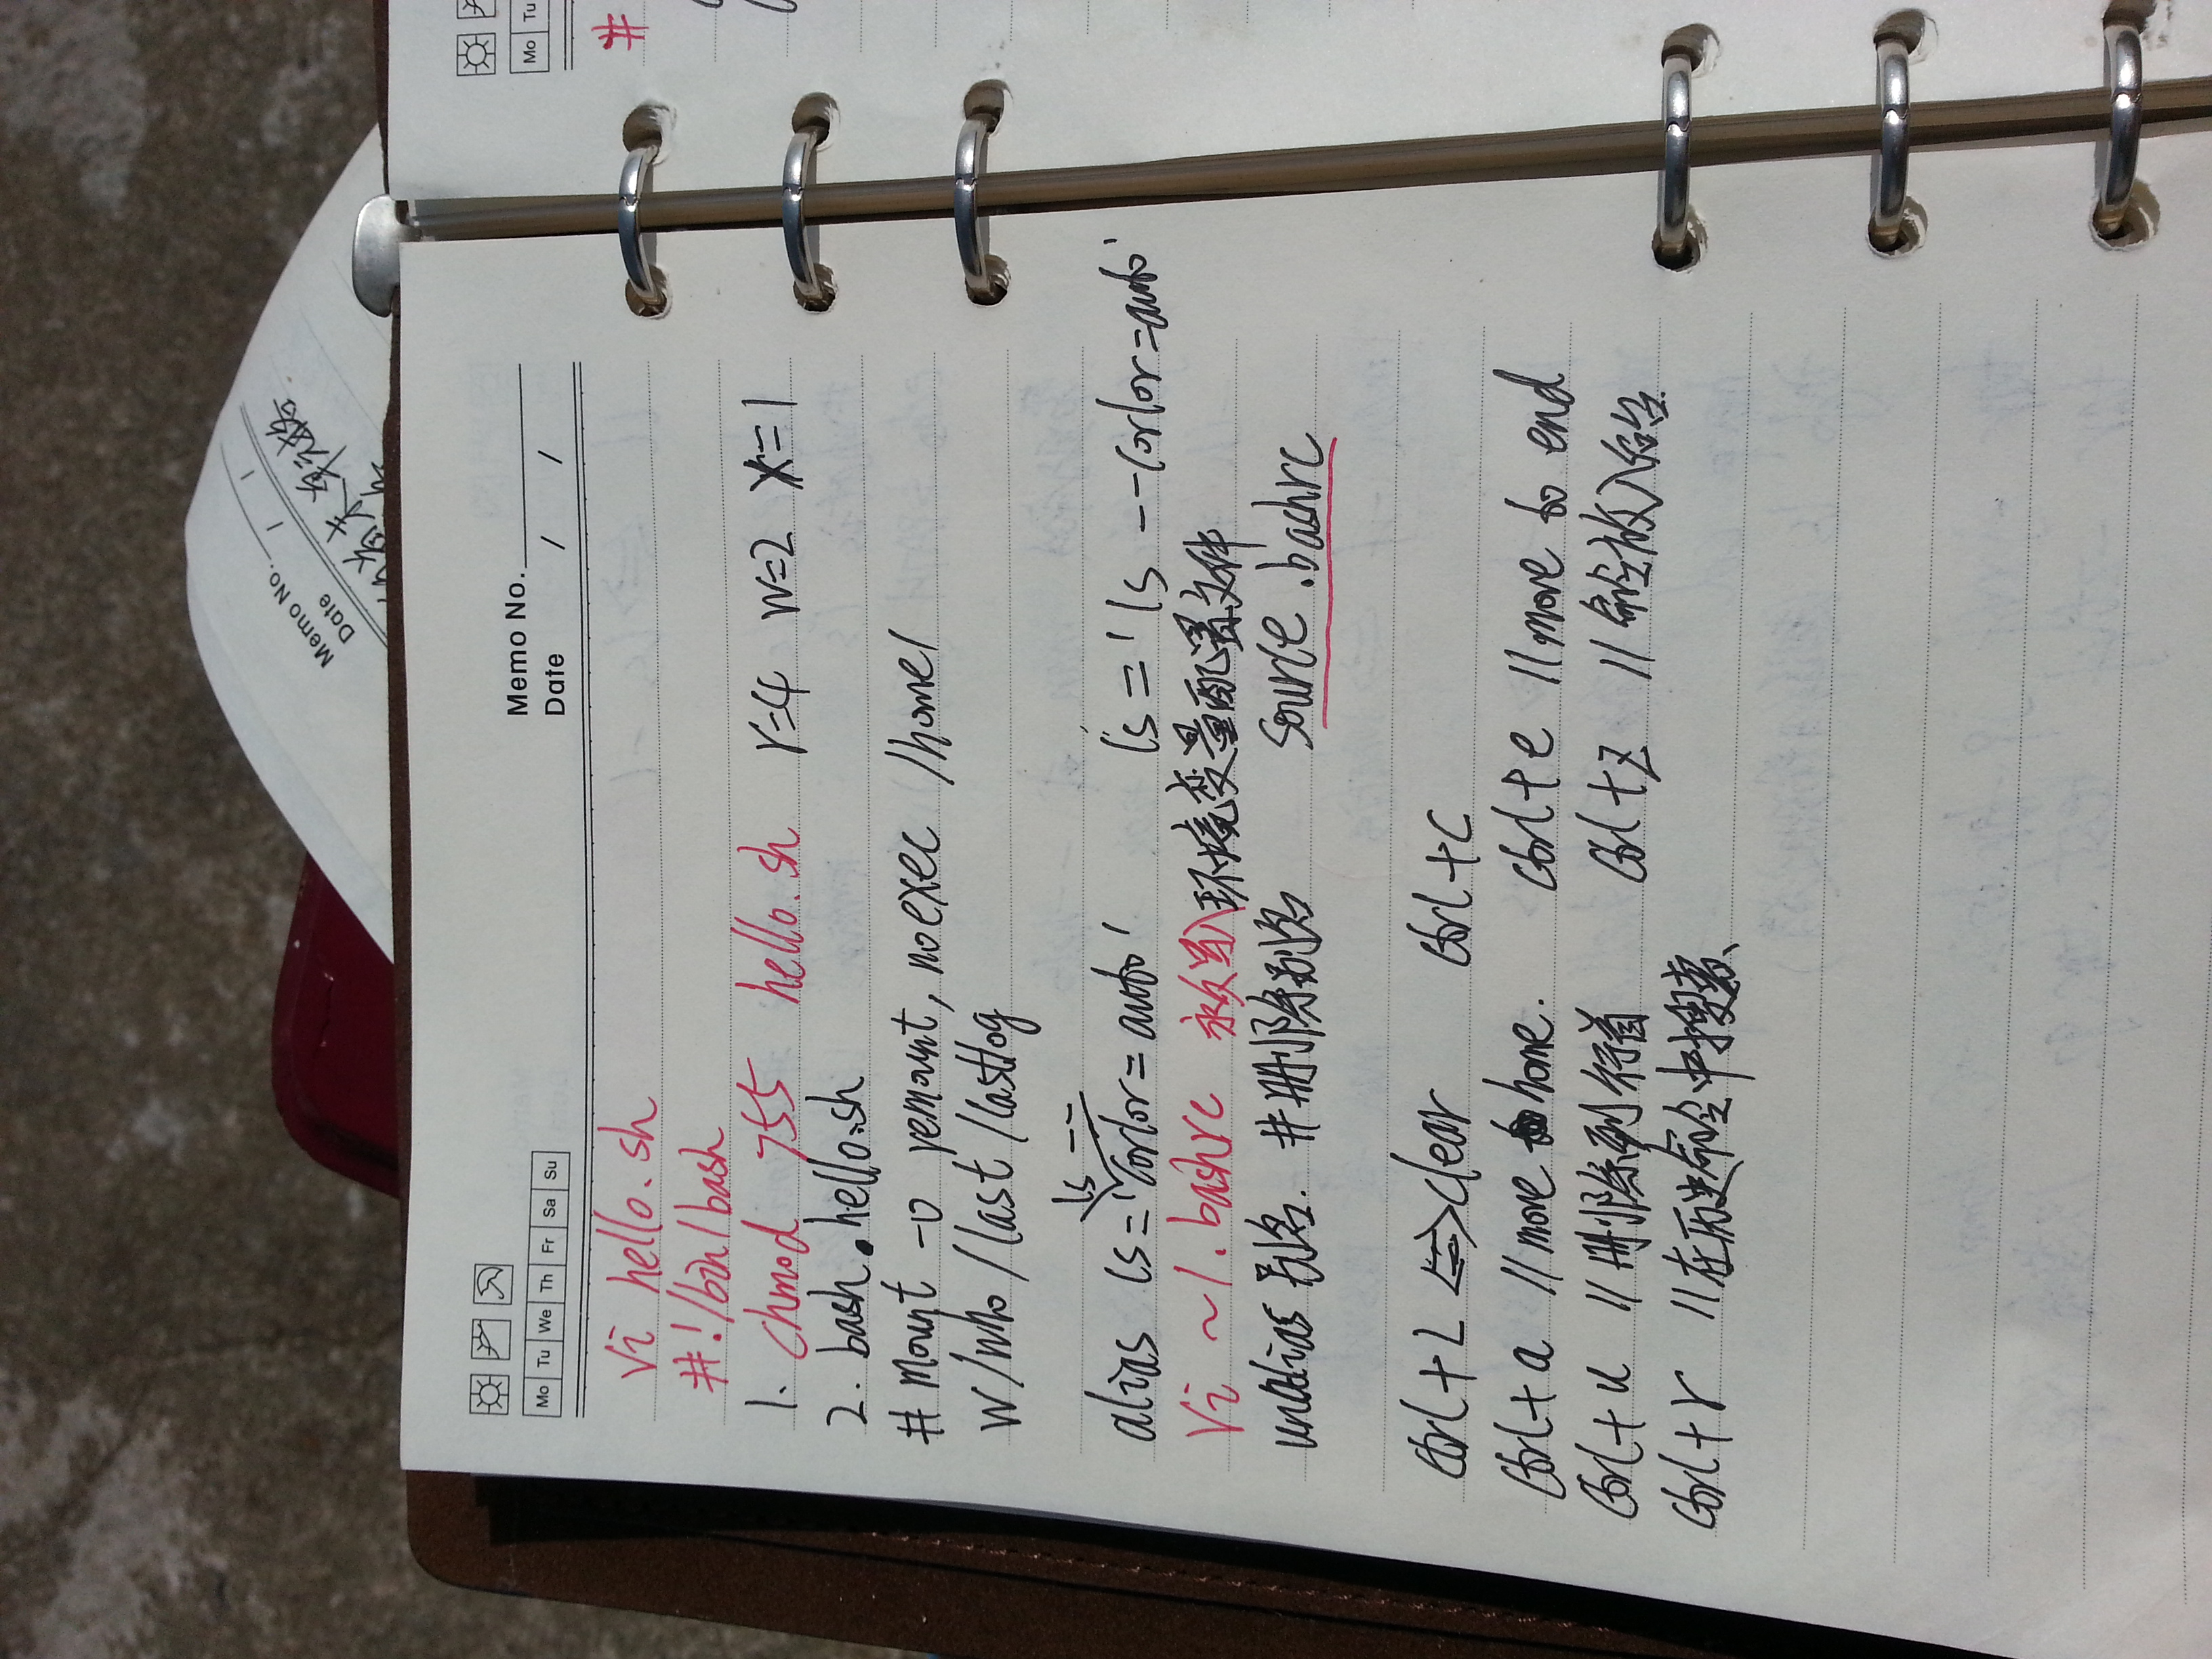 Memo No.
Date / /
的首末单元格
Memo No.
Date / /
Mo Tu We Th Fr Sa Su
Mo Tu
vi hello.sh
#
#!/bin/bash
1. chmod 755 hello.sh r=4 w=2 x=1
2. bash .hello.sh
# mount -o remount, noexec /home/
w/who/last/lastlog
ls --
alias ls='corlor=auto' ls='ls --corlor=auto'
vi ~/.bashrc 永久写入环境变量配置文件
unalias 别名. #删除别名 source .bashrc
ctrl+L <=> clear ctrl+c
ctrl+a //move to home. ctrl+e //move to end
ctrl+u //删除到行首 ctrl+z //命令放入后台
ctrl+r //在历史命令中搜索